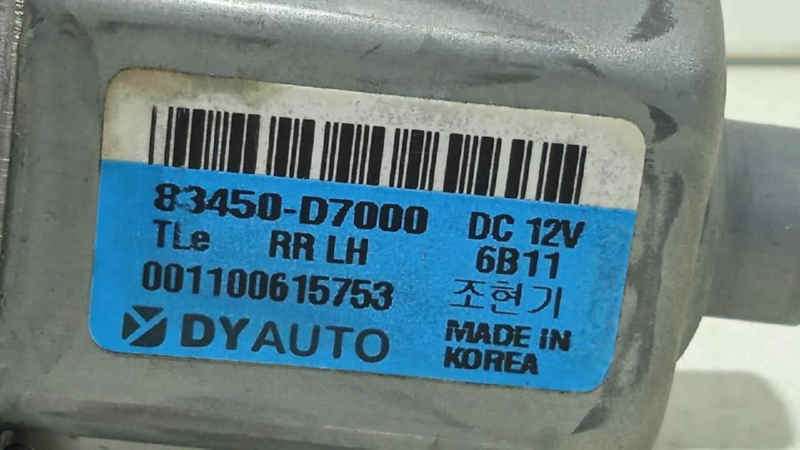 83450-D7000 DC 12V
TLe RR LH 6B11
001100615753 조현기
DYAUTO MADE IN
KOREA